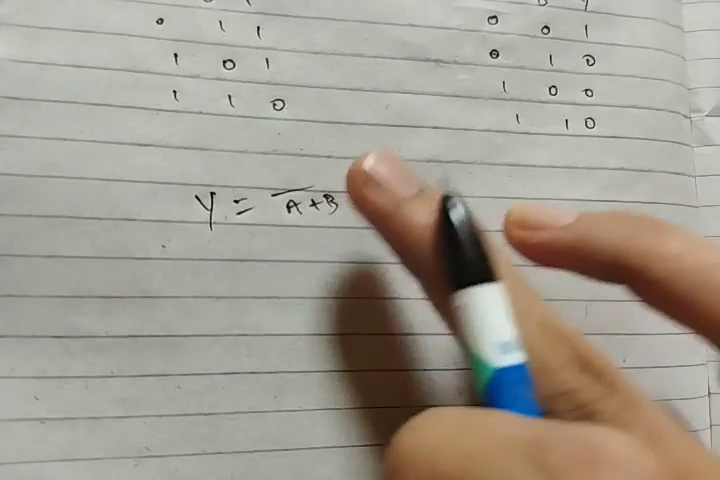 B Y
0 1 1 0 0 1
1 0 1 0 1 0
1 1 0 1 0 0
1 1 0
Y = \overline{A+B}